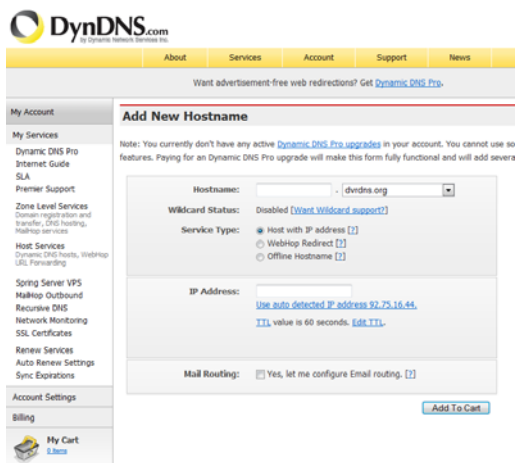 DynDNS.com
by Dynamic Network Services Inc.
About Services Account Support News
Want advertisement-free web redirections? Get Dynamic DNS Pro.
My Account
My Services
Dynamic DNS Pro
Internet Guide
SLA
Premier Support
Zone Level Services
Domain registration and
transfer, DNS hosting,
MailHop services
Host Services
Dynamic DNS hosts, WebHop
URL Forwarding
Spring Server VPS
MailHop Outbound
Recursive DNS
Network Monitoring
SSL Certificates
Renew Services
Auto Renew Settings
Sync Expirations
Account Settings
Billing
My Cart
0 items
Add New Hostname
Note: You currently don't have any active Dynamic DNS Pro upgrades in your account. You cannot use so
features. Paying for an Dynamic DNS Pro upgrade will make this form fully functional and will add severa
Hostname: . dvrdns.org
Wildcard Status: Disabled [Want Wildcard support?]
Service Type: Host with IP address [?]
WebHop Redirect [?]
Offline Hostname [?]
IP Address:
Use auto detected IP address 92.75.16.44.
TTL value is 60 seconds. Edit TTL.
Mail Routing: Yes, let me configure Email routing. [?]
Add To Cart